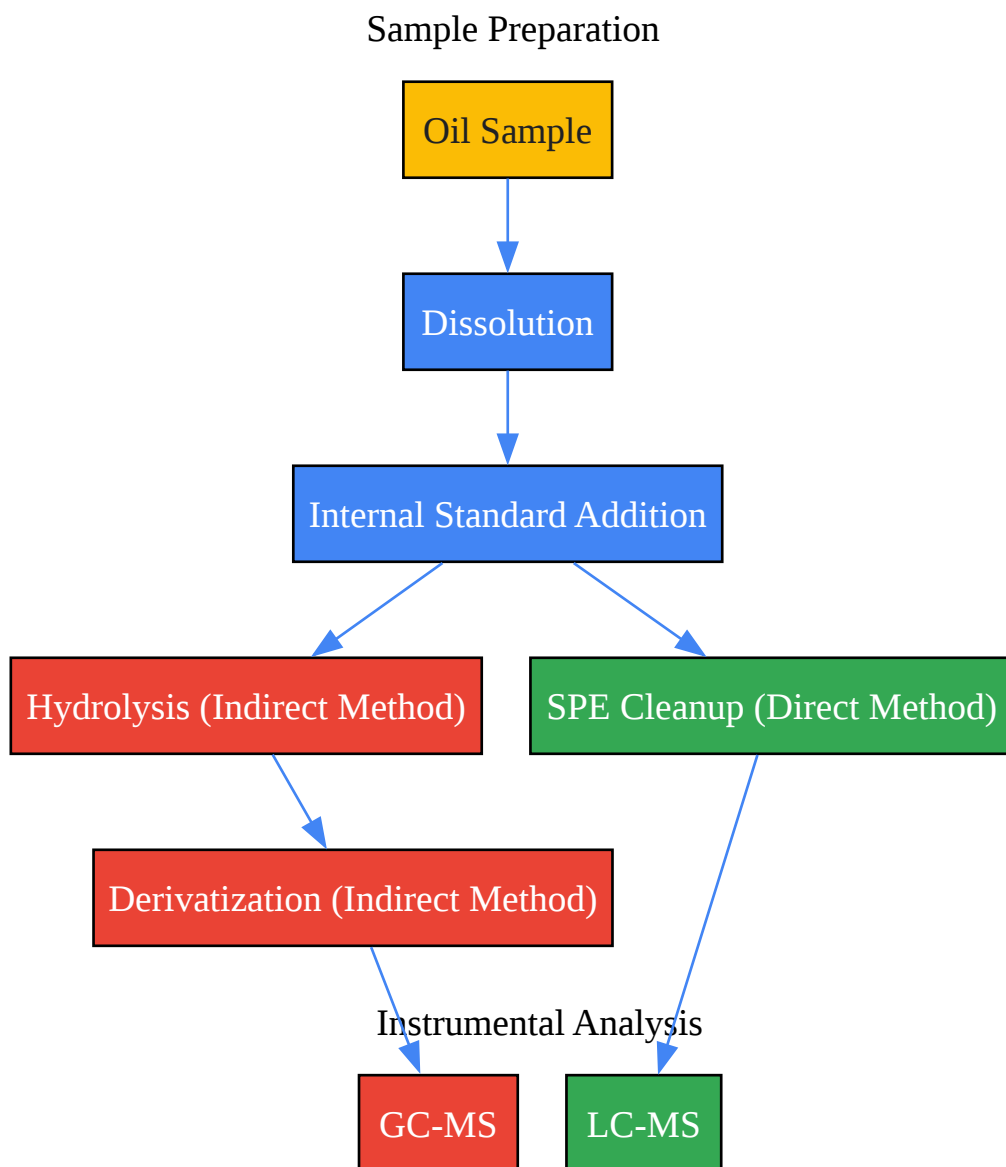 Sample Preparation
Oil Sample
Dissolution
Internal Standard Addition
Hydrolysis (Indirect Method)
SPE Cleanup (Direct Method)
Derivatization (Indirect Method)
Instrumental Analysis
GC-MS
LC-MS